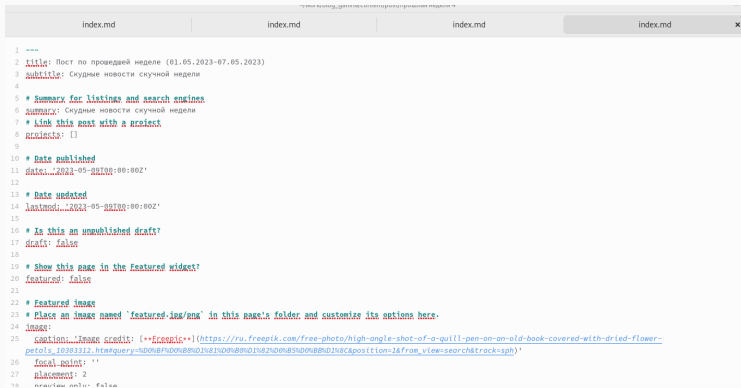 index.md index.md index.md index.md ×
1 ---
2 title: Пост по прошедшей неделе (01.05.2023-07.05.2023)
3 subtitle: Скудные новости скучной недели
4
5 # Summary for listings and search engines
6 summary: Скудные новости скучной недели
7 # Link this post with a project
8 projects: []
9
10 # Date published
11 date: '2023-05-09T00:00:00Z'
12
13 # Date updated
14 lastmod: '2023-05-09T00:00:00Z'
15
16 # Is this an unpublished draft?
17 draft: false
18
19 # Show this page in the Featured widget?
20 featured: false
21
22 # Featured image
23 # Place an image named `featured.jpg/png` in this page's folder and customize its options here.
24 image:
25 caption: 'Image credit: [**Freepic**](https://ru.freepik.com/free-photo/high-angle-shot-of-a-quill-pen-on-an-old-book-covered-with-dried-flower-
petals_10303312.htm#query=%D0%BF%D0%B8%D1%81%D0%B0%D1%82%D0%B5%D0%BB%D1%8C&position=1&from_view=search&track=sph)'
26 focal_point: ''
27 placement: 2
28 preview_only: false